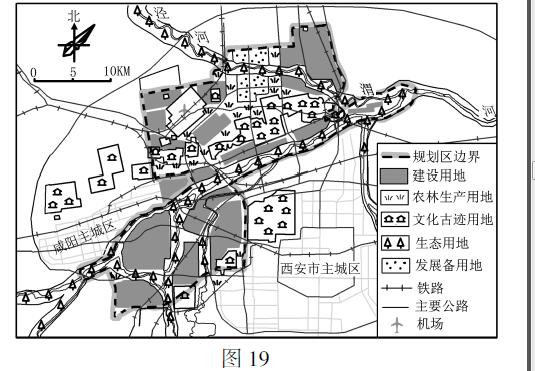 北
泾
河
0 5 10KM
渭
河
咸阳主城区
西安市主城区
规划区边界
建设用地
农林生产用地
文化古迹用地
生态用地
发展备用地
铁路
主要公路
机场
图 19